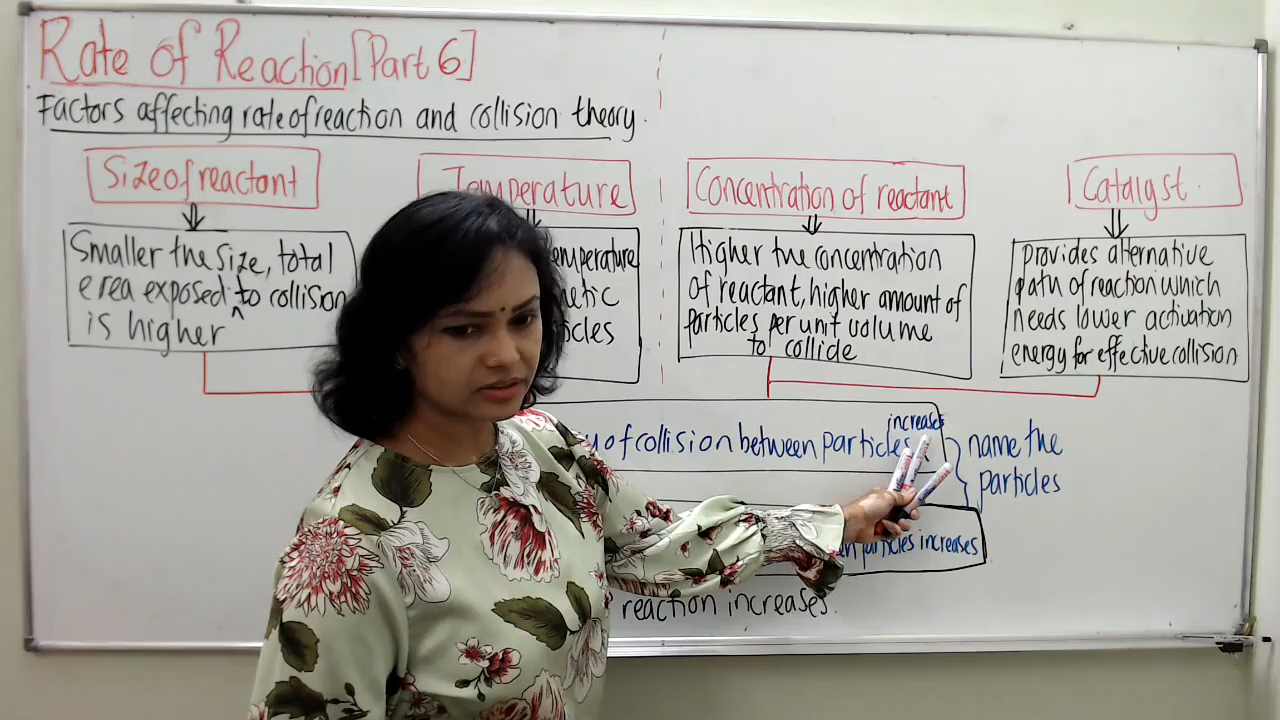 Rate of Reaction [Part 6]
Factors affecting rate of reaction and collision theory.
Size of reactant
Temperature
Concentration of reactant
Catalyst.
Smaller the size, total
erea exposed to collision
is higher
emperature
netic
icles
Higher the concentration
of reactant, higher amount of
particles per unit volume
to collide
Provides alternative
path of reaction which
needs lower activation
energy for effective collision
increases
of collision between particles
name the
particles
particles increases
reaction increases.